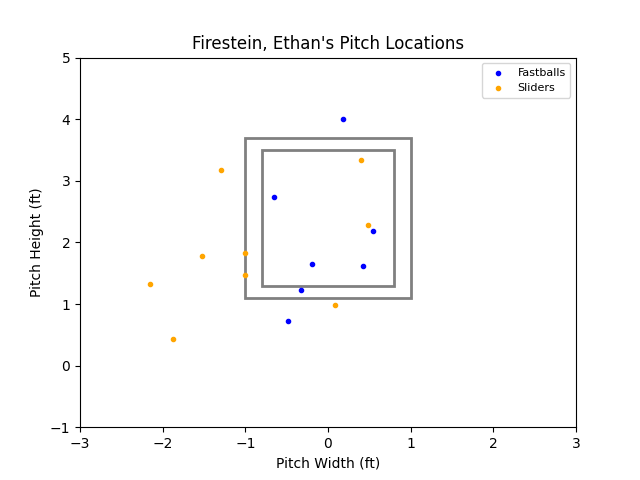 Firestein, Ethan's Pitch Locations
Fastballs
Sliders
5
4
3
2
1
0
−1
Pitch Height (ft)
−3
−2
−1
0
1
2
3
Pitch Width (ft)